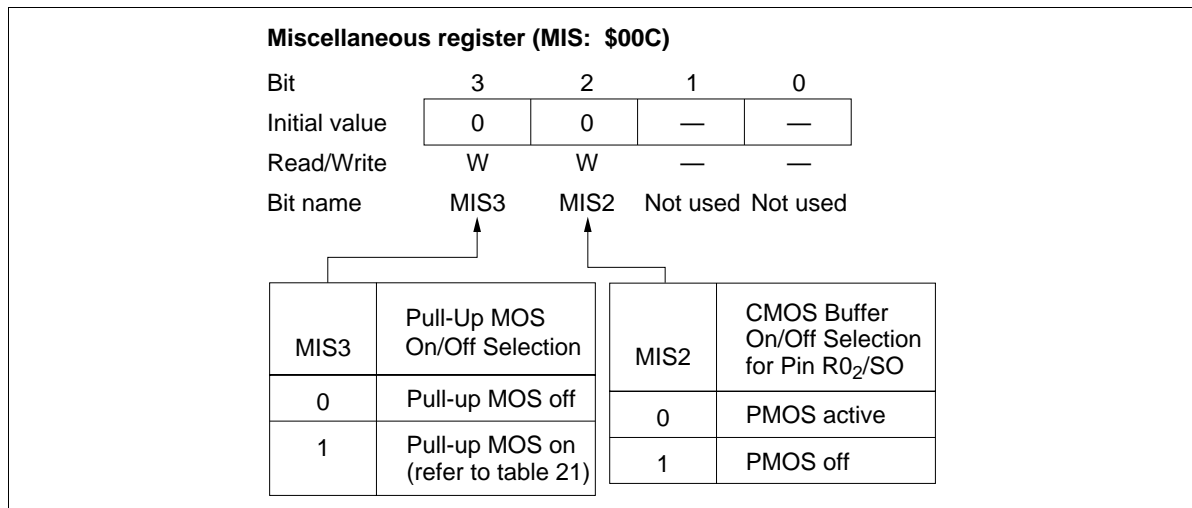 Miscellaneous register (MIS: $00C)
Bit 3 2 1 0
Initial value 0 0 — —
Read/Write W W — —
Bit name MIS3 MIS2 Not used Not used
MIS3 Pull-Up MOS
On/Off Selection
0 Pull-up MOS off
1 Pull-up MOS on
(refer to table 21)
MIS2 CMOS Buffer
On/Off Selection
for Pin R0₂/SO
0 PMOS active
1 PMOS off